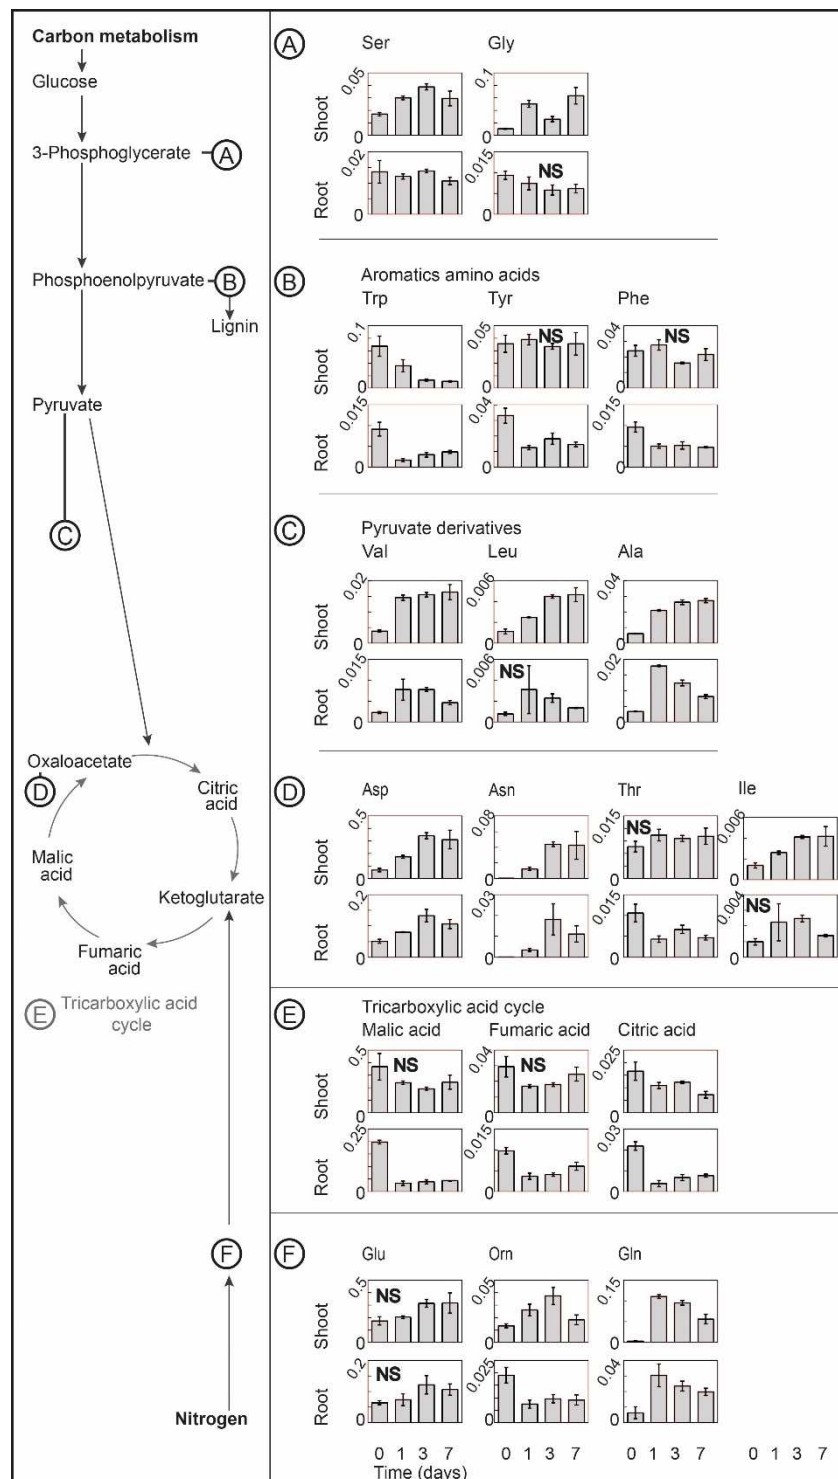 Carbon metabolism
Glucose
3-Phosphoglycerate
A
Phosphoenolpyruvate
B
Lignin
Pyruvate
C
Oxaloacetate
D
Citric
acid
Malic
acid
Ketoglutarate
Fumaric
acid
E Tricarboxylic acid
cycle
F
Nitrogen
A
Ser Gly
Shoot
0.05 0
0.1 0
Root
0.02 0
0.015 0 NS
B
Aromatics amino acids
Trp Tyr Phe
Shoot
0.1 0
0.05 0 NS
0.04 0 NS
Root
0.015 0
0.04 0
0.015 0
C
Pyruvate derivatives
Val Leu Ala
Shoot
0.02 0
0.006 0
0.04 0
Root
0.015 0
0.006 0 NS
0.02 0
D
Asp Asn Thr Ile
Shoot
0.5 0
0.08 0
0.015 0 NS
0.006 0
Root
0.2 0
0.03 0
0.015 0
0.004 0 NS
E
Tricarboxylic acid cycle
Malic acid Fumaric acid Citric acid
Shoot
0.5 0 NS
0.04 0 NS
0.025 0
Root
0.25 0
0.015 0
0.03 0
F
Glu Orn Gln
Shoot
0.5 0 NS
0.05 0
0.15 0
Root
0.2 0 NS
0.025 0
0.04 0
0 1 3 7 0 1 3 7 0 1 3 7 0 1 3 7
Time (days)